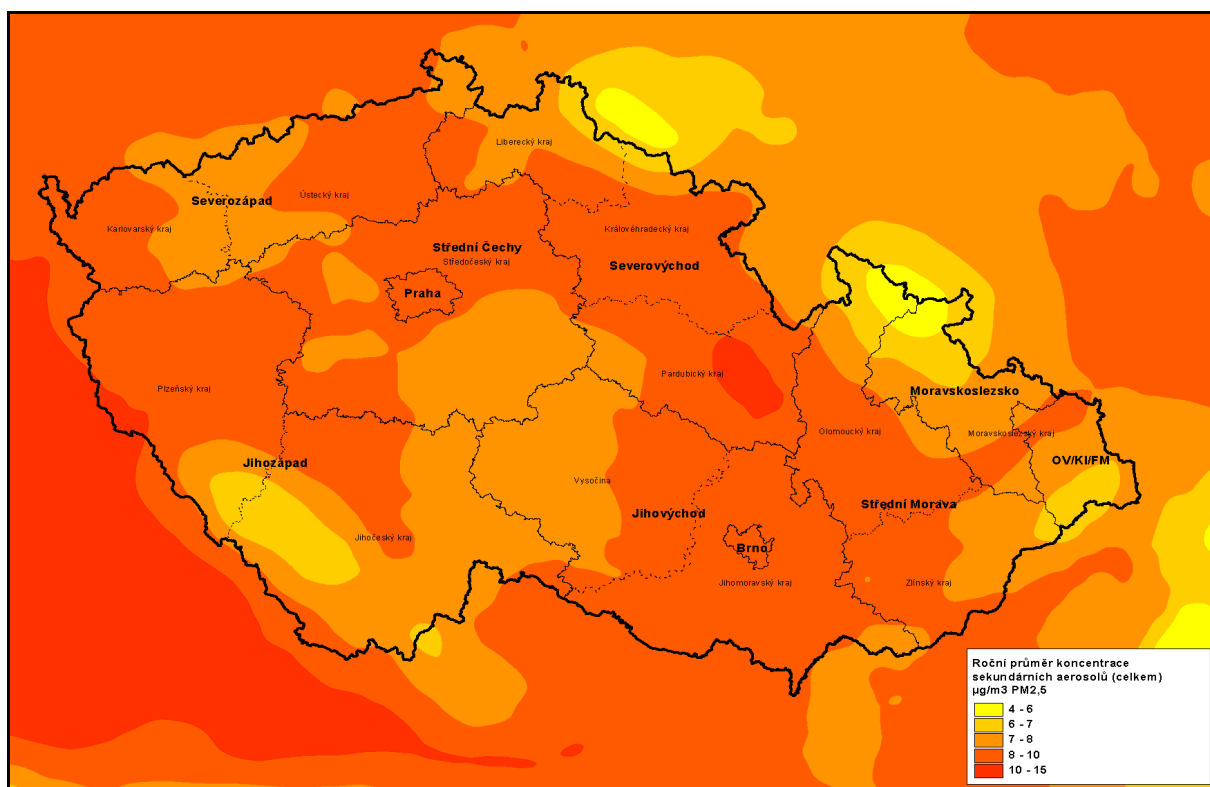 Liberecký kraj
Severozápad
Ústecký kraj
Karlovarský kraj
Královéhradecký kraj
Střední Čechy
Středočeský kraj
Severovýchod
Praha
Plzeňský kraj
Pardubický kraj
Moravskoslezsko
Olomoucký kraj
Moravskoslezský kraj
Jihozápad
OV/KI/FM
Vysočina
Střední Morava
Jihovýchod
Jihočeský kraj
Brno
Jihomoravský kraj
Zlínský kraj
Roční průměr koncentrace
sekundárních aerosolů (celkem)
µg/m3 PM2,5
4 - 6
6 - 7
7 - 8
8 - 10
10 - 15